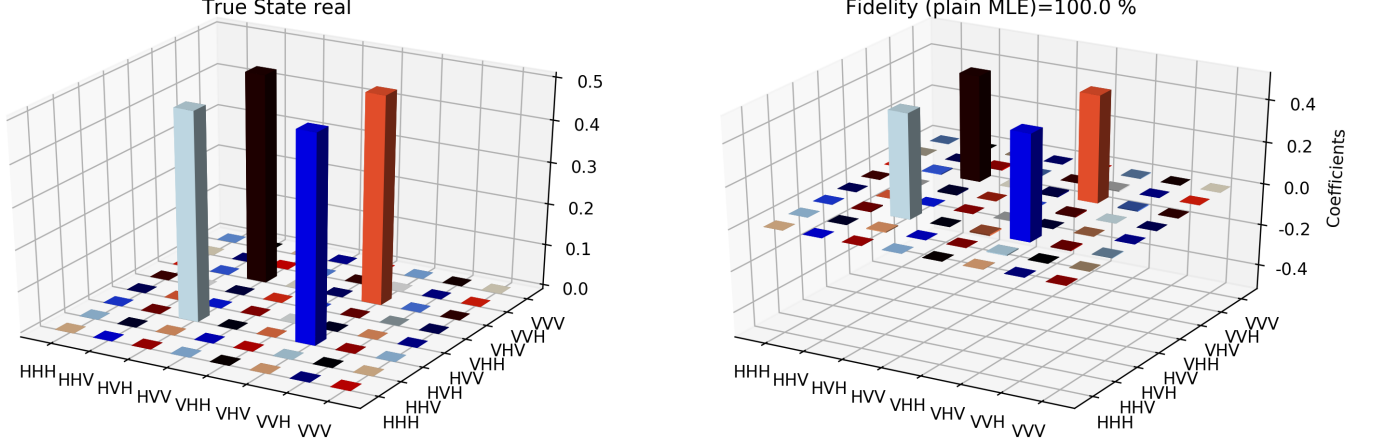 True State real
0.5
0.4
0.3
0.2
0.1
0.0
HHH
HHV
HVH
HVV
VHH
VHV
VVH
VVV
HHH
HHV
HVH
HVV
VHH
VHV
VVH
VVV
Fidelity (plain MLE)=100.0 %
0.4
0.2
0.0
-0.2
-0.4
Coefficients
HHH
HHV
HVH
HVV
VHH
VHV
VVH
VVV
HHH
HHV
HVH
HVV
VHH
VHV
VVH
VVV